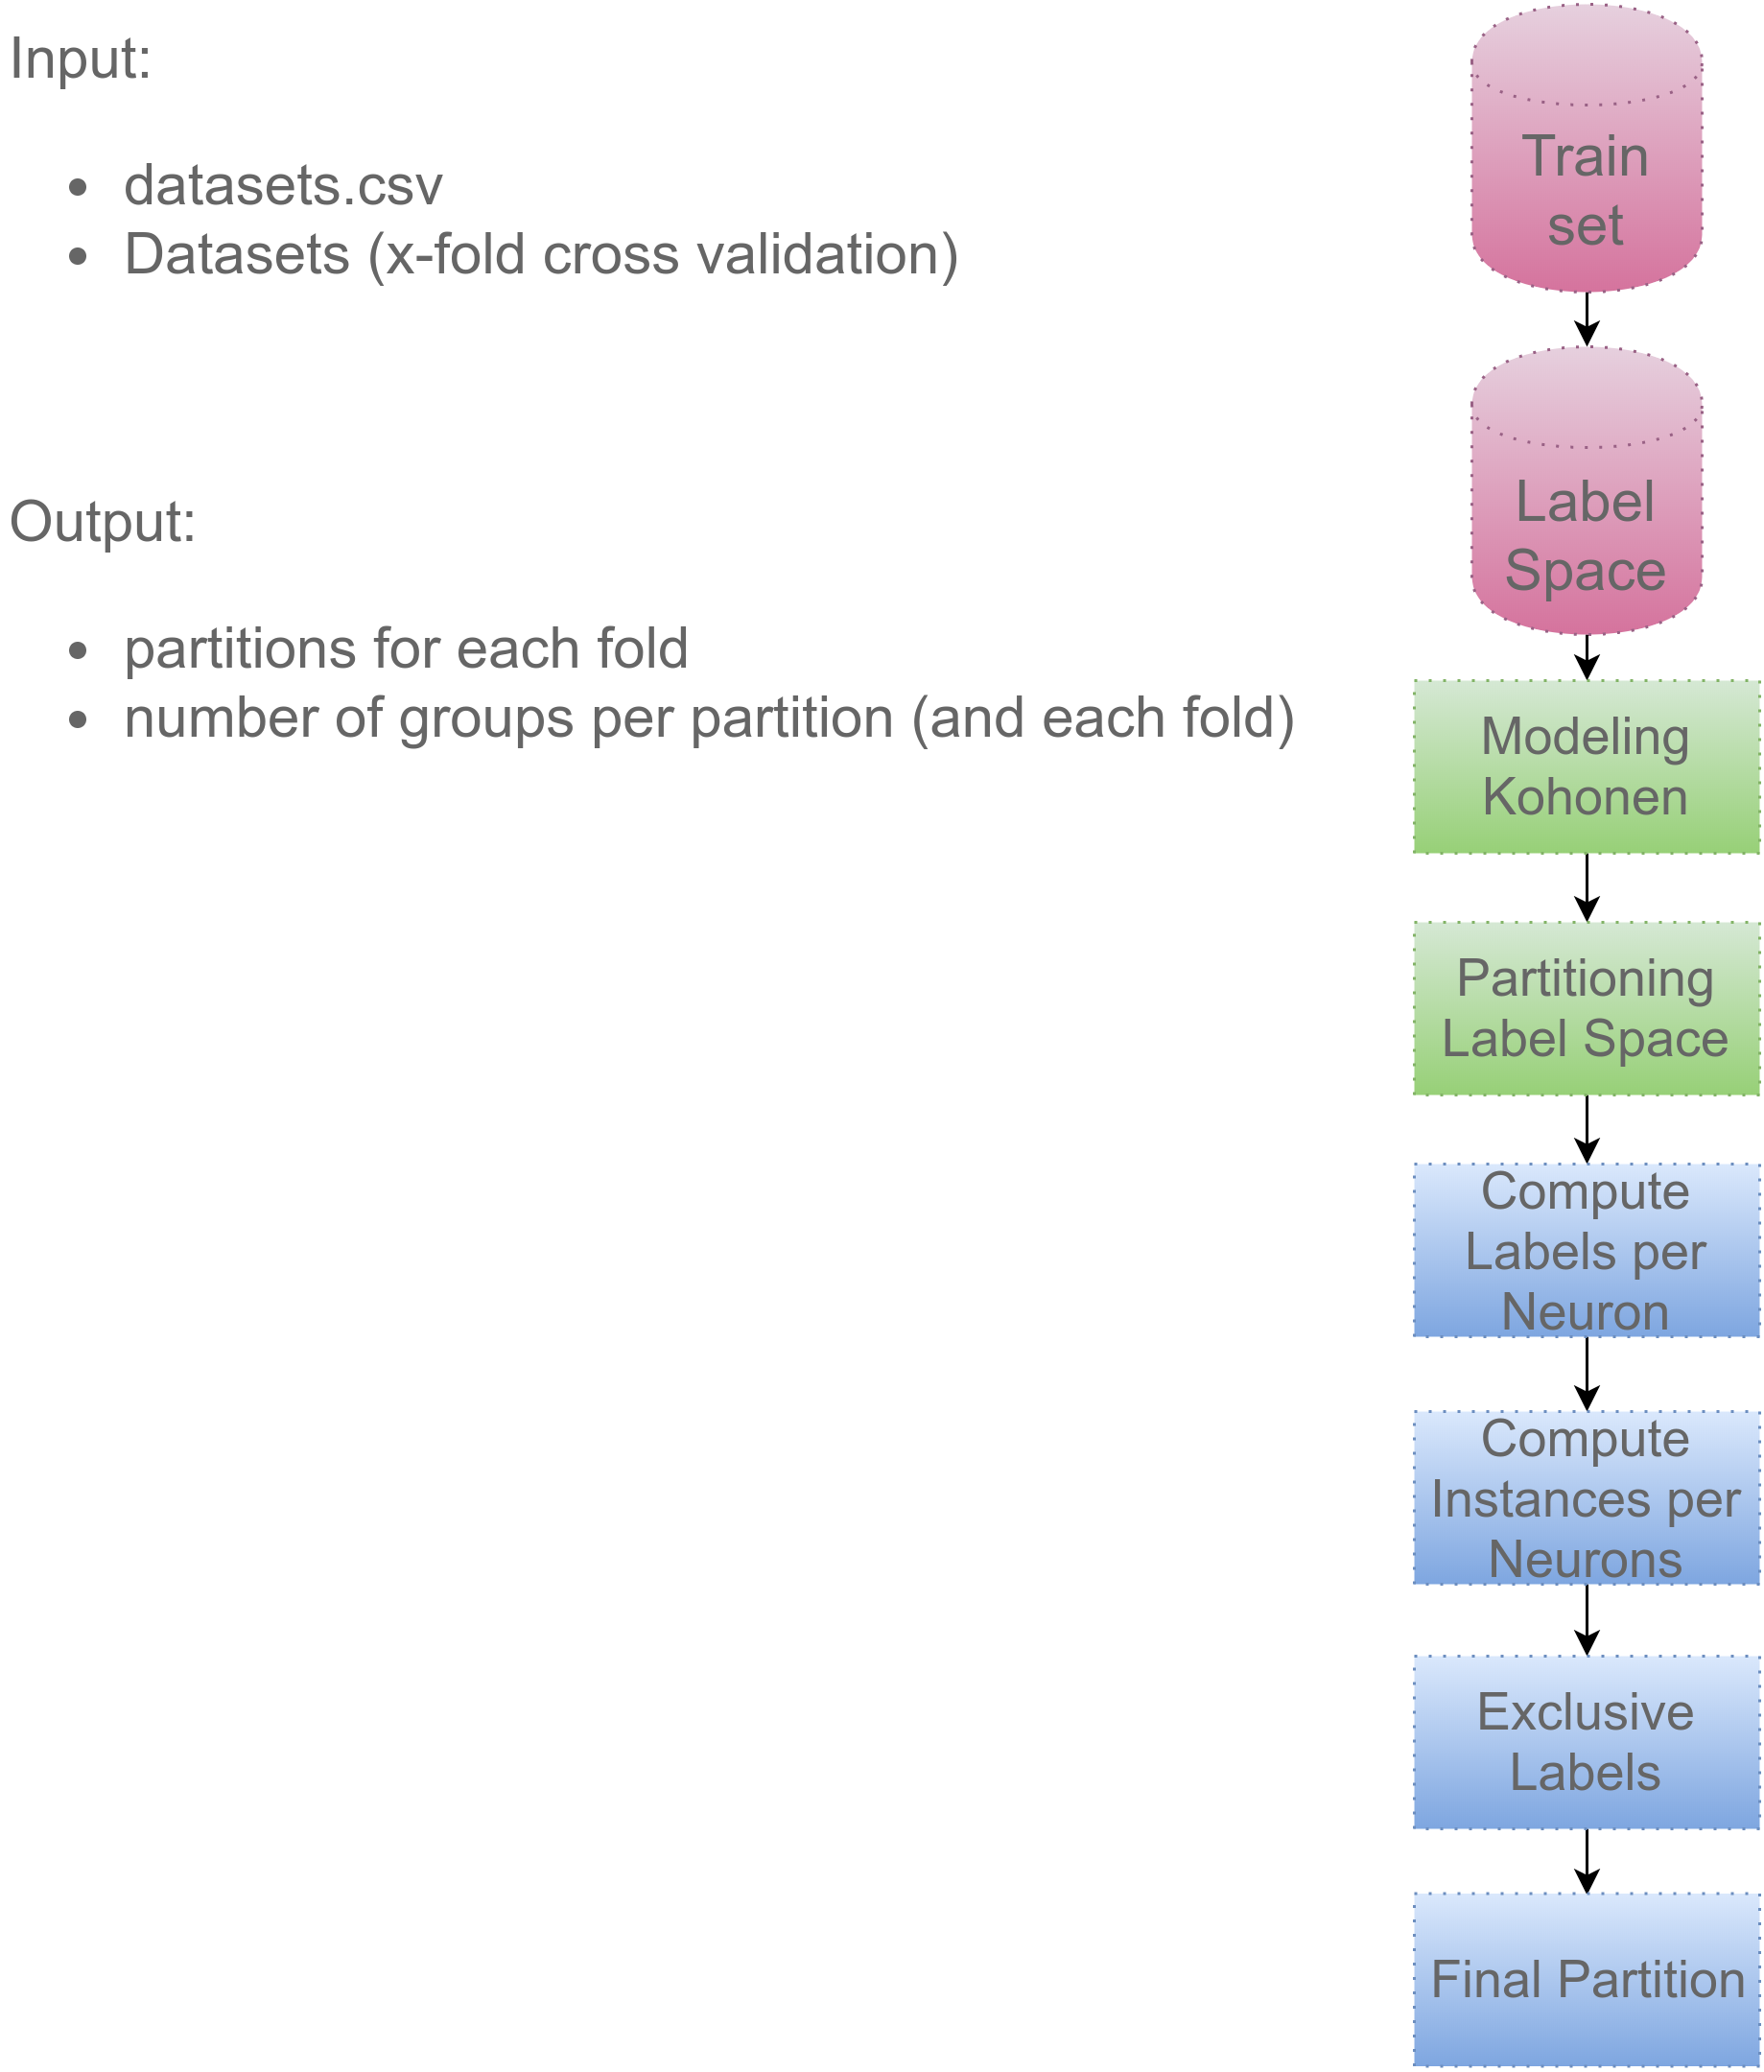 Input:
• datasets.csv
• Datasets (x-fold cross validation)
Output:
• partitions for each fold
• number of groups per partition (and each fold)
Train
set
Label
Space
Modeling
Kohonen
Partitioning
Label Space
Compute
Labels per
Neuron
Compute
Instances per
Neurons
Exclusive
Labels
Final Partition